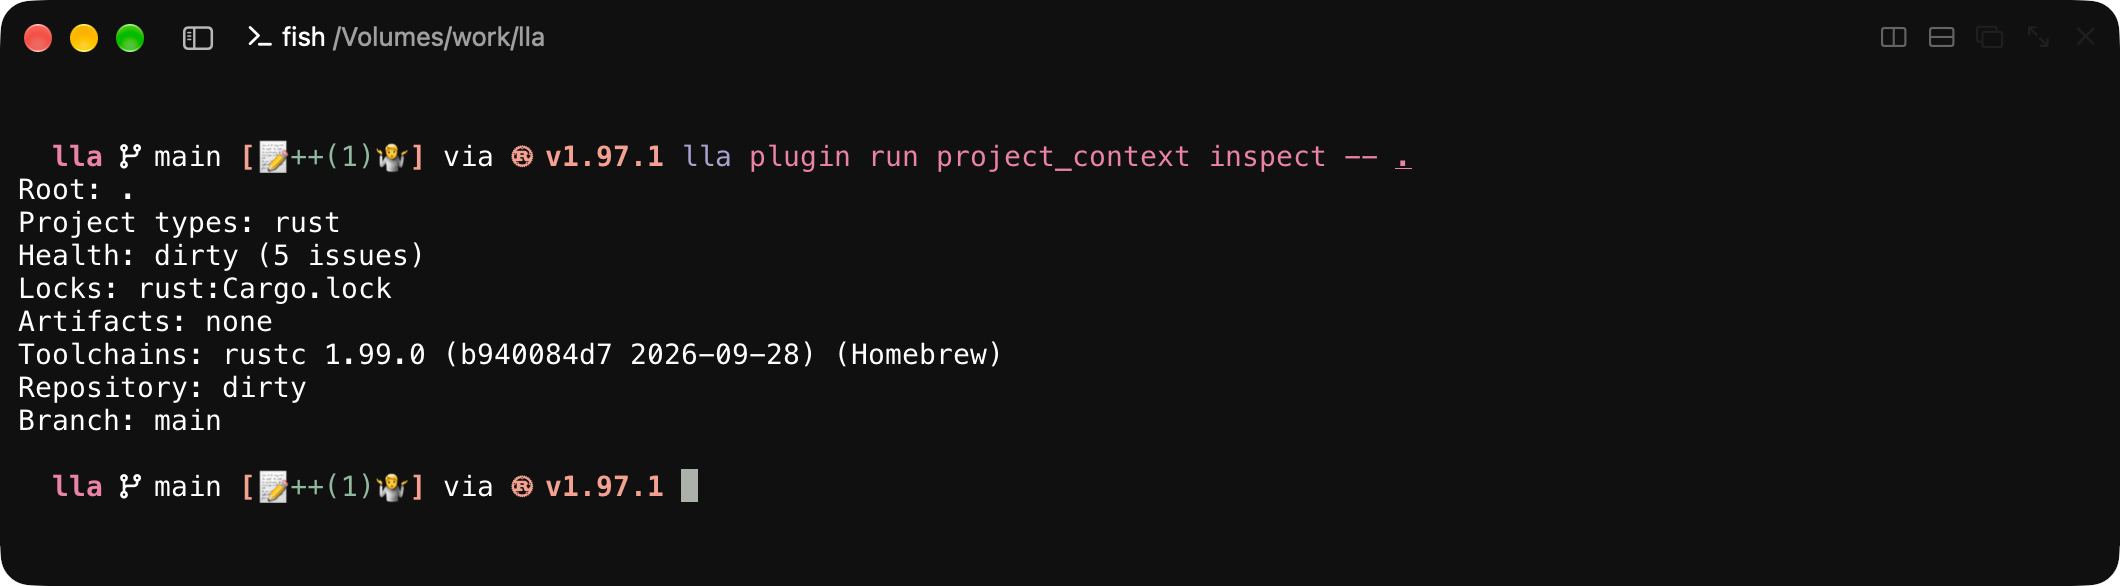 fish /Volumes/work/lla
lla main [📝++(1)🤷] via v1.97.1 lla plugin run project_context inspect -- .
Root: .
Project types: rust
Health: dirty (5 issues)
Locks: rust:Cargo.lock
Artifacts: none
Toolchains: rustc 1.99.0 (b940084d7 2026-09-28) (Homebrew)
Repository: dirty
Branch: main
lla main [📝++(1)🤷] via v1.97.1